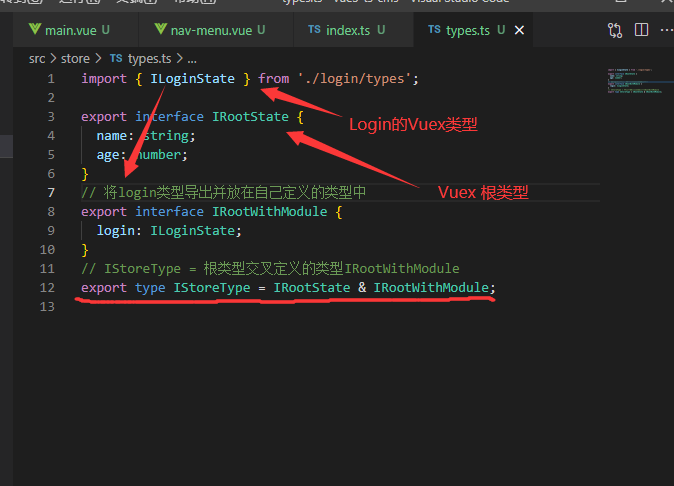 main.vue U
nav-menu.vue U
TS index.ts U
TS types.ts U
src > store > TS types.ts > ...
1 import { ILoginState } from './login/types';
2
3 export interface IRootState {
Login的Vuex类型
4 name: string;
5 age: number;
6 }
Vuex 根类型
7 // 将login类型导出并放在自己定义的类型中
8 export interface IRootWithModule {
9 login: ILoginState;
10 }
11 // IStoreType = 根类型交叉定义的类型IRootWithModule
12 export type IStoreType = IRootState & IRootWithModule;
13